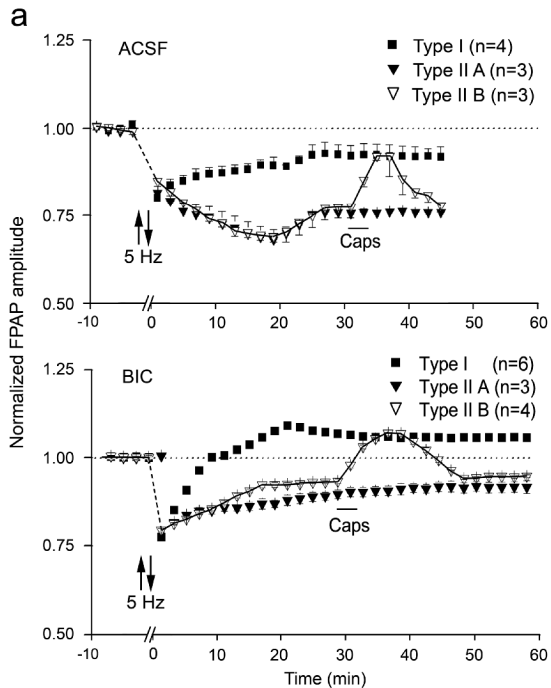 a
ACSF
Type I (n=4)
Type II A (n=3)
Type II B (n=3)
1.25
1.00
0.75
0.50
5 Hz
Caps
-10 0 10 20 30 40 50 60
Normalized FPAP amplitude
BIC
Type I (n=6)
Type II A (n=3)
Type II B (n=4)
1.25
1.00
0.75
0.50
5 Hz
Caps
-10 0 10 20 30 40 50 60
Time (min)